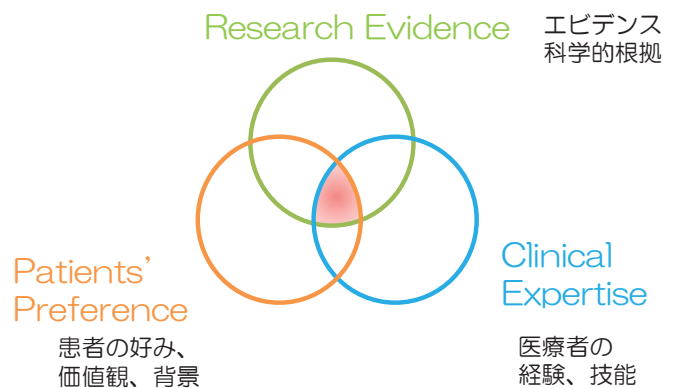 Research Evidence
エビデンス
科学的根拠
Patients’
Preference
患者の好み、
価値観、背景
Clinical
Expertise
医療者の
経験、技能